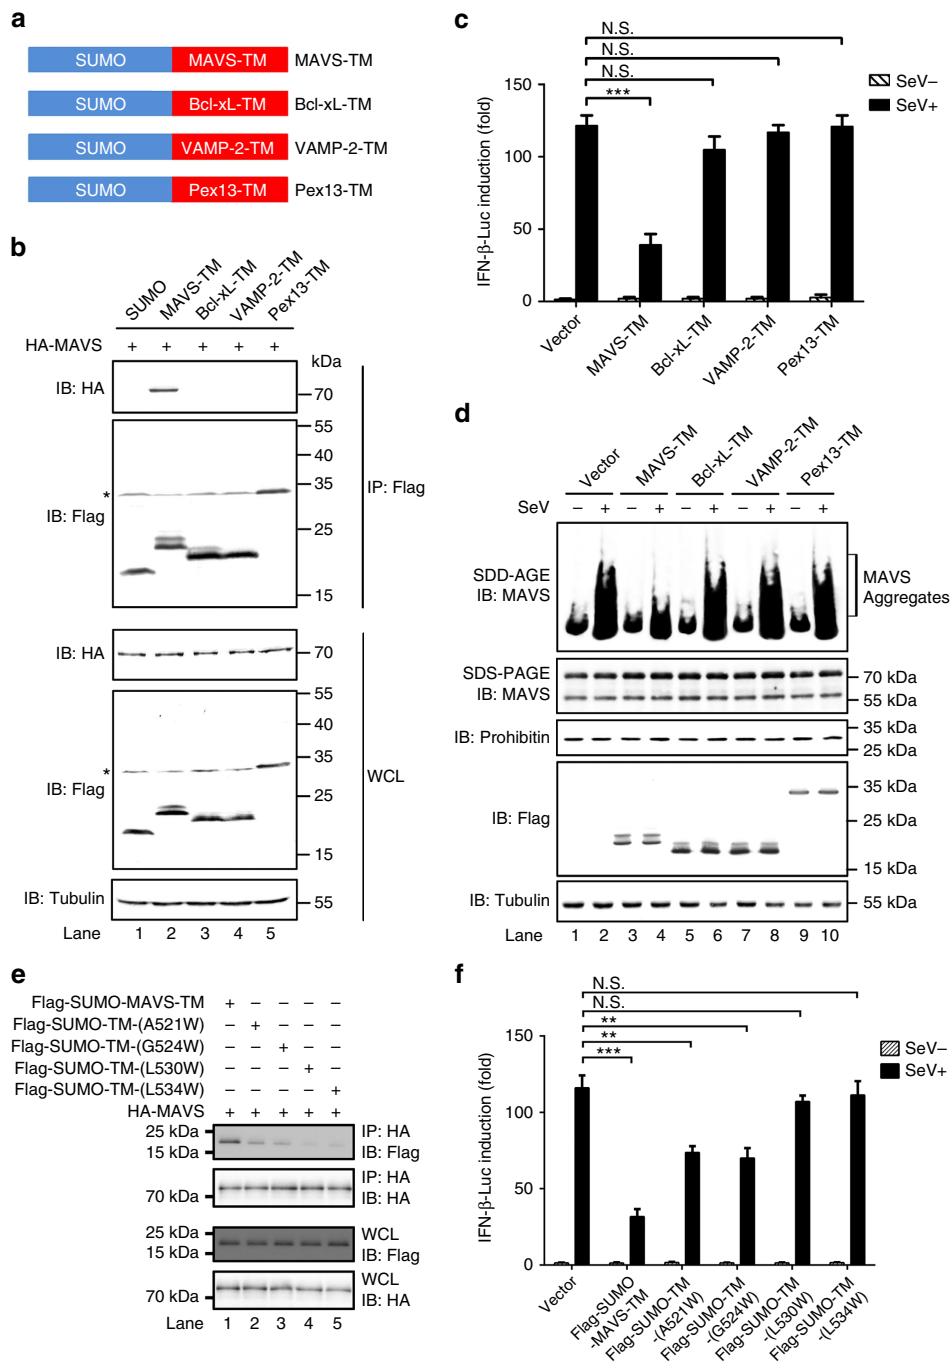 a
SUMO MAVS-TM MAVS-TM
SUMO Bcl-xL-TM Bcl-xL-TM
SUMO VAMP-2-TM VAMP-2-TM
SUMO Pex13-TM Pex13-TM
b
SUMO MAVS-TM Bcl-xL-TM VAMP-2-TM Pex13-TM
HA-MAVS + + + + +
kDa
IB: HA 70
55
40
* 35
IB: Flag
25
15
IP: Flag
IB: HA 70
55
40
* 35
IB: Flag
25
15
WCL
IB: Tubulin 55
Lane 1 2 3 4 5
c
N.S.
N.S.
N.S.
***
SeV−
SeV+
IFN-β-Luc induction (fold)
150
100
50
0
Vector MAVS-TM Bcl-xL-TM VAMP-2-TM Pex13-TM
d
Vector MAVS-TM Bcl-xL-TM VAMP-2-TM Pex13-TM
SeV − + − + − + − + − +
SDD-AGE
IB: MAVS
MAVS
Aggregates
SDS-PAGE
IB: MAVS
70 kDa
55 kDa
IB: Prohibitin
35 kDa
25 kDa
IB: Flag
35 kDa
25 kDa
15 kDa
IB: Tubulin 55 kDa
Lane 1 2 3 4 5 6 7 8 9 10
e
Flag-SUMO-MAVS-TM + − − − −
Flag-SUMO-TM-(A521W) − + − − −
Flag-SUMO-TM-(G524W) − − + − −
Flag-SUMO-TM-(L530W) − − − + −
Flag-SUMO-TM-(L534W) − − − − +
HA-MAVS + + + + +
25 kDa IP: HA
15 kDa IB: Flag
IP: HA
70 kDa IB: HA
25 kDa WCL
15 kDa IB: Flag
WCL
70 kDa IB: HA
Lane 1 2 3 4 5
f
N.S.
N.S.
**
**
***
SeV−
SeV+
IFN-β-Luc induction (fold)
150
100
50
0
Vector
Flag-SUMO
-MAVS-TM
Flag-SUMO-TM
-(A521W)
Flag-SUMO-TM
-(G524W)
Flag-SUMO-TM
-(L530W)
Flag-SUMO-TM
-(L534W)